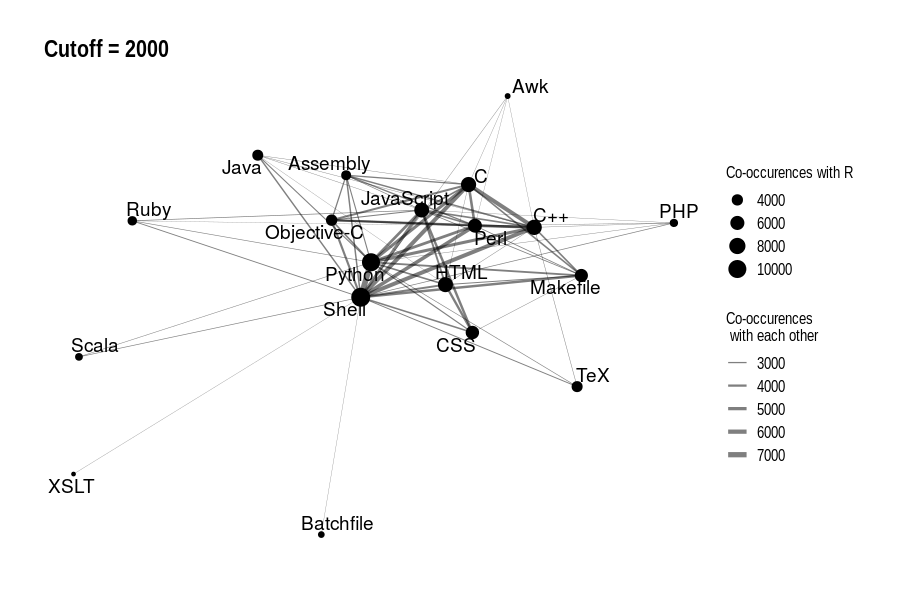 Cutoff = 2000
Awk
Java
Assembly
C
JavaScript
Ruby
Objective-C
C++
Perl
PHP
Python
HTML
Makefile
Shell
Scala
CSS
TeX
XSLT
Batchfile
Co-occurences with R
4000
6000
8000
10000
Co-occurences
with each other
3000
4000
5000
6000
7000